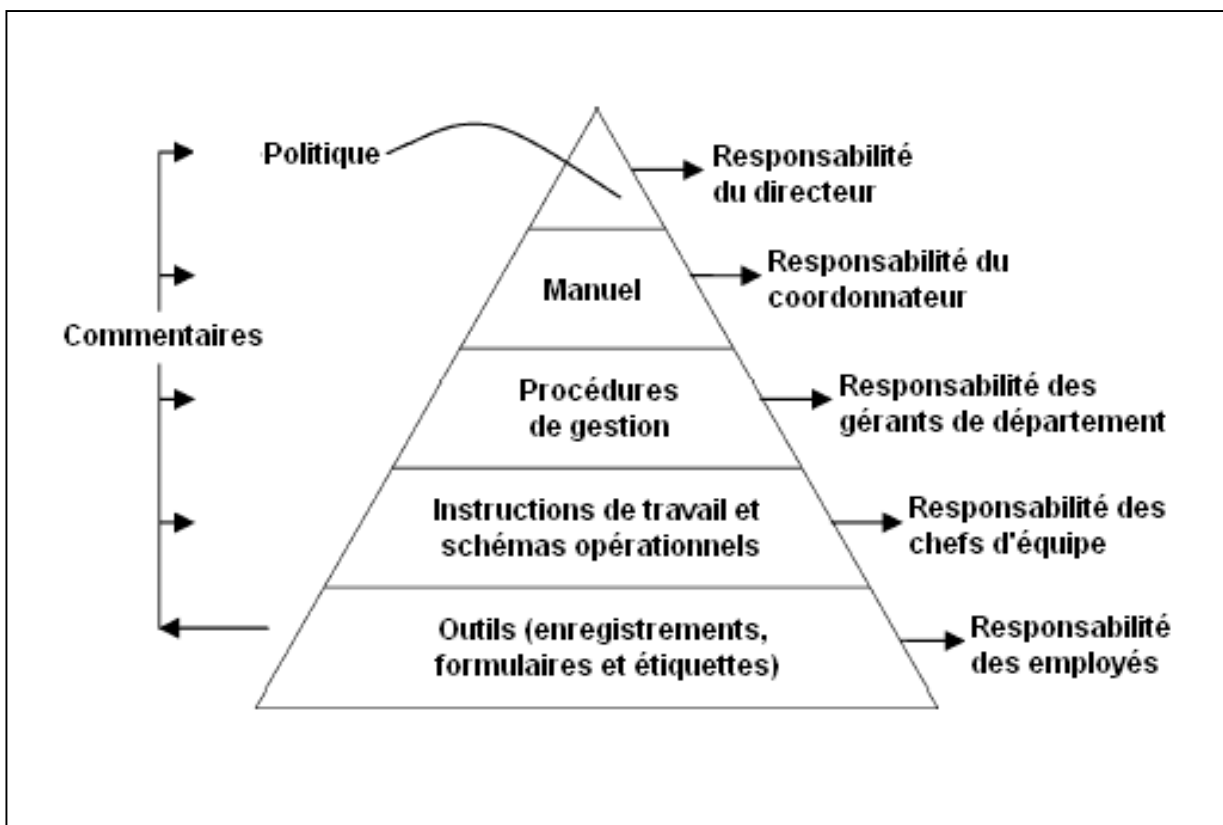 Politique
Responsabilité
du directeur
Manuel
Responsabilité du
coordonnateur
Commentaires
Procédures
de gestion
Responsabilité des
gérants de département
Instructions de travail et
schémas opérationnels
Responsabilité des
chefs d'équipe
Outils (enregistrements,
formulaires et étiquettes)
Responsabilité
des employés